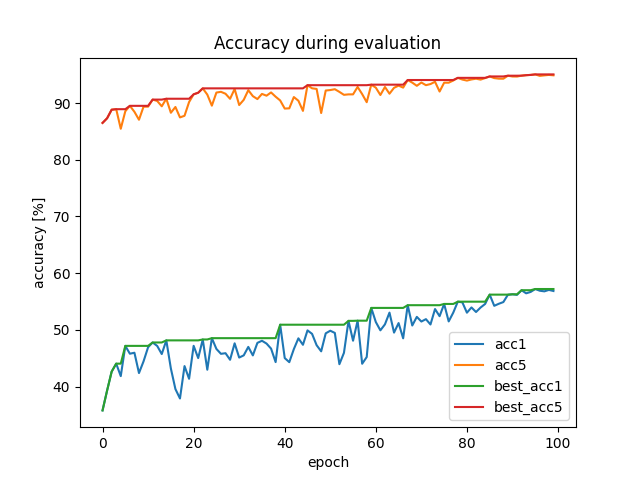 Accuracy during evaluation
accuracy [%]
90
80
70
60
50
40
0 20 40 60 80 100
epoch
acc1
acc5
best_acc1
best_acc5